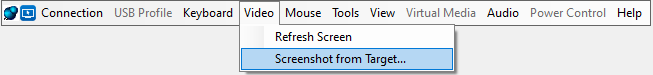 Connection USB Profile Keyboard Video Mouse Tools View Virtual Media Audio Power Control Help
Refresh Screen
Screenshot from Target...